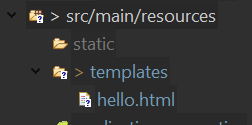 > src/main/resources
static
> templates
hello.html